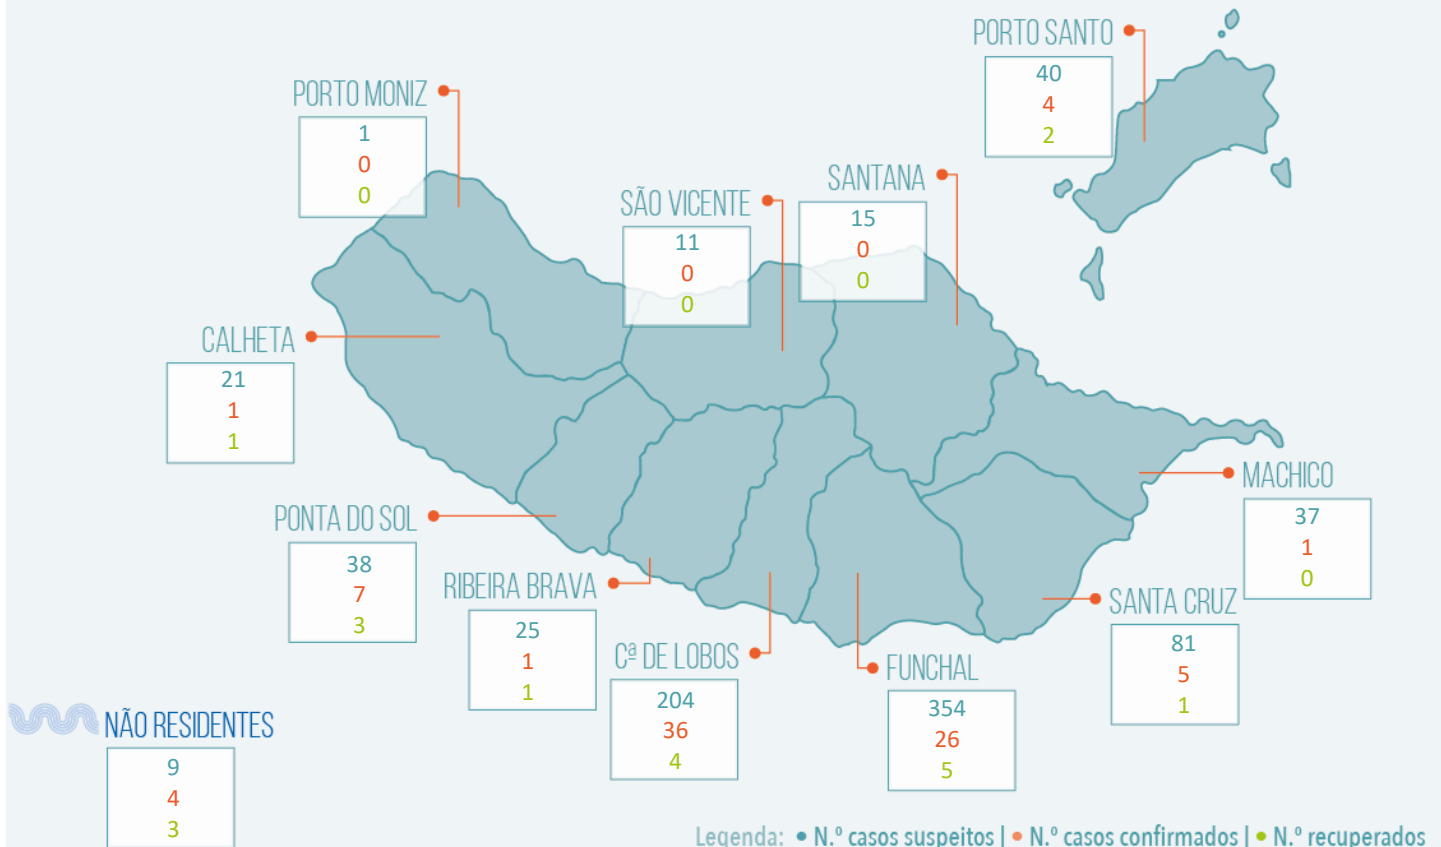 PORTO SANTO
40
4
2
PORTO MONIZ
1
0
0
SANTANA
15
0
0
SÃO VICENTE
11
0
0
CALHETA
21
1
1
MACHICO
37
1
0
PONTA DO SOL
38
7
3
RIBEIRA BRAVA
25
1
1
SANTA CRUZ
81
5
1
Cª DE LOBOS
204
36
4
FUNCHAL
354
26
5
NÃO RESIDENTES
9
4
3
Legenda: • N.º casos suspeitos | • N.º casos confirmados | • N.º recuperados